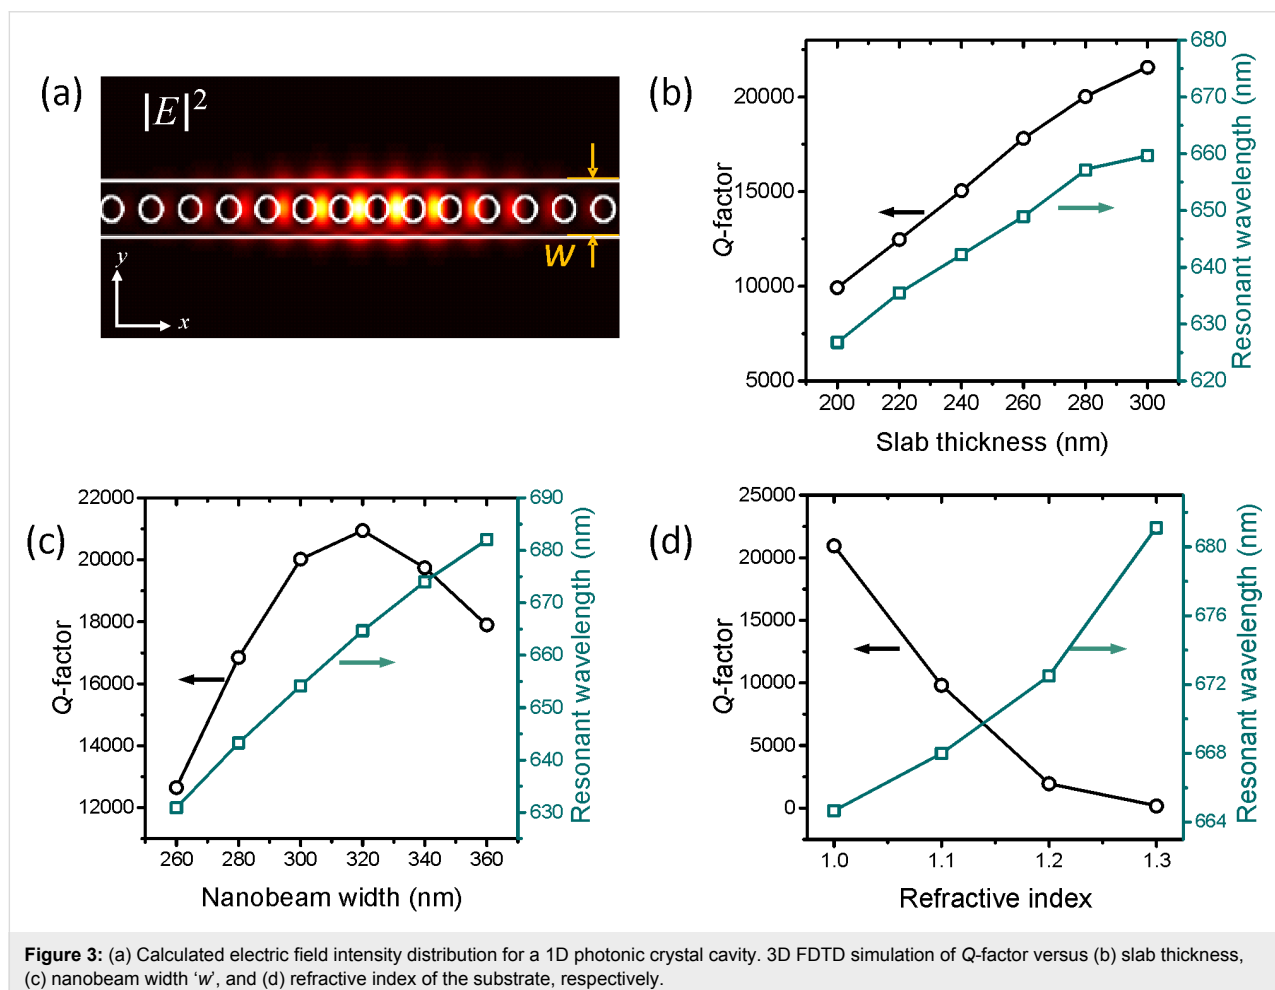 (a)
|E|²
w
y
x
(b)
Q-factor
20000
15000
10000
5000
680
670
660
650
640
630
620
Resonant wavelength (nm)
200 220 240 260 280 300
Slab thickness (nm)
(c)
Q-factor
22000
20000
18000
16000
14000
12000
690
680
670
660
650
640
630
Resonant wavelength (nm)
260 280 300 320 340 360
Nanobeam width (nm)
(d)
Q-factor
25000
20000
15000
10000
5000
0
680
676
672
668
664
Resonant wavelength (nm)
1.0 1.1 1.2 1.3
Refractive index
Figure 3: (a) Calculated electric field intensity distribution for a 1D photonic crystal cavity. 3D FDTD simulation of Q-factor versus (b) slab thickness,
(c) nanobeam width ‘w’, and (d) refractive index of the substrate, respectively.